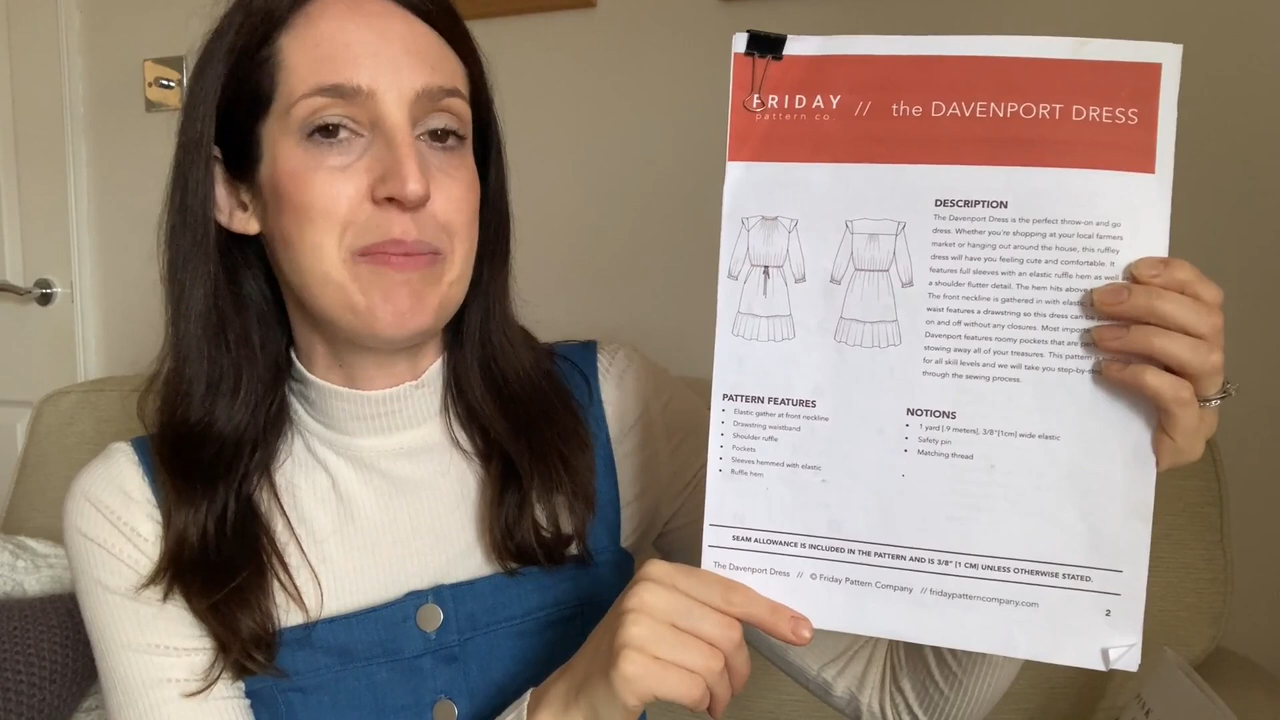 FRIDAY // the DAVENPORT DRESS
pattern co.
DESCRIPTION
The Davenport Dress is the perfect throw-on-and-go
dress. Whether you're shopping at your local farmers
market or hanging out around the house, this ruffley
dress will have you feeling cute and comfortable. It
features full sleeves with an elastic ruffle hem as well
a shoulder flutter detail. The hem hits above
The front neckline is gathered in with elastic,
waist features a drawstring so this dress can be
on and off without any closures. Most
Davenport features roomy pockets that are
stowing away all of your treasures. This pattern
for all skill levels and we will take you
through the sewing process.
PATTERN FEATURES
• Elastic gather at front neckline
• Drawstring waistband
• Shoulder ruffle
• Pockets
• Sleeves hemmed with elastic
• Ruffle hem
NOTIONS
• 1 yard [.9 meters], 3/8"[1cm] wide elastic
• Safety pin
• Matching thread
•
SEAM ALLOWANCE IS INCLUDED IN THE PATTERN AND IS 3/8" [1 CM] UNLESS OTHERWISE STATED.
The Davenport Dress // © Friday Pattern Company // fridaypatterncompany.com
2